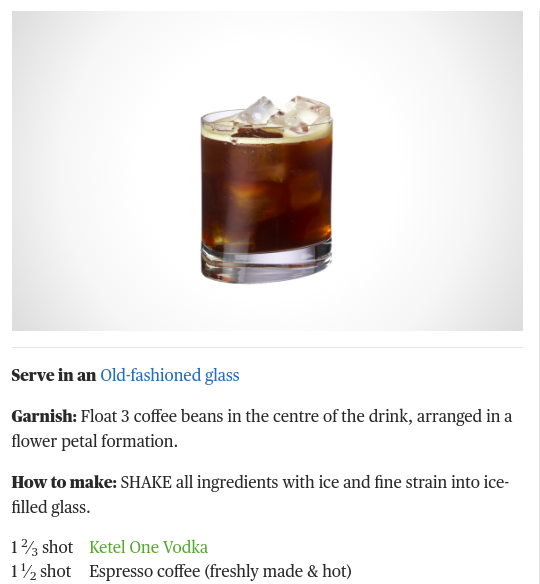 Serve in an Old-fashioned glass
Garnish: Float 3 coffee beans in the centre of the drink, arranged in a
flower petal formation.
How to make: SHAKE all ingredients with ice and fine strain into ice-
filled glass.
1 2⁄3 shot Ketel One Vodka
1 1⁄2 shot Espresso coffee (freshly made & hot)